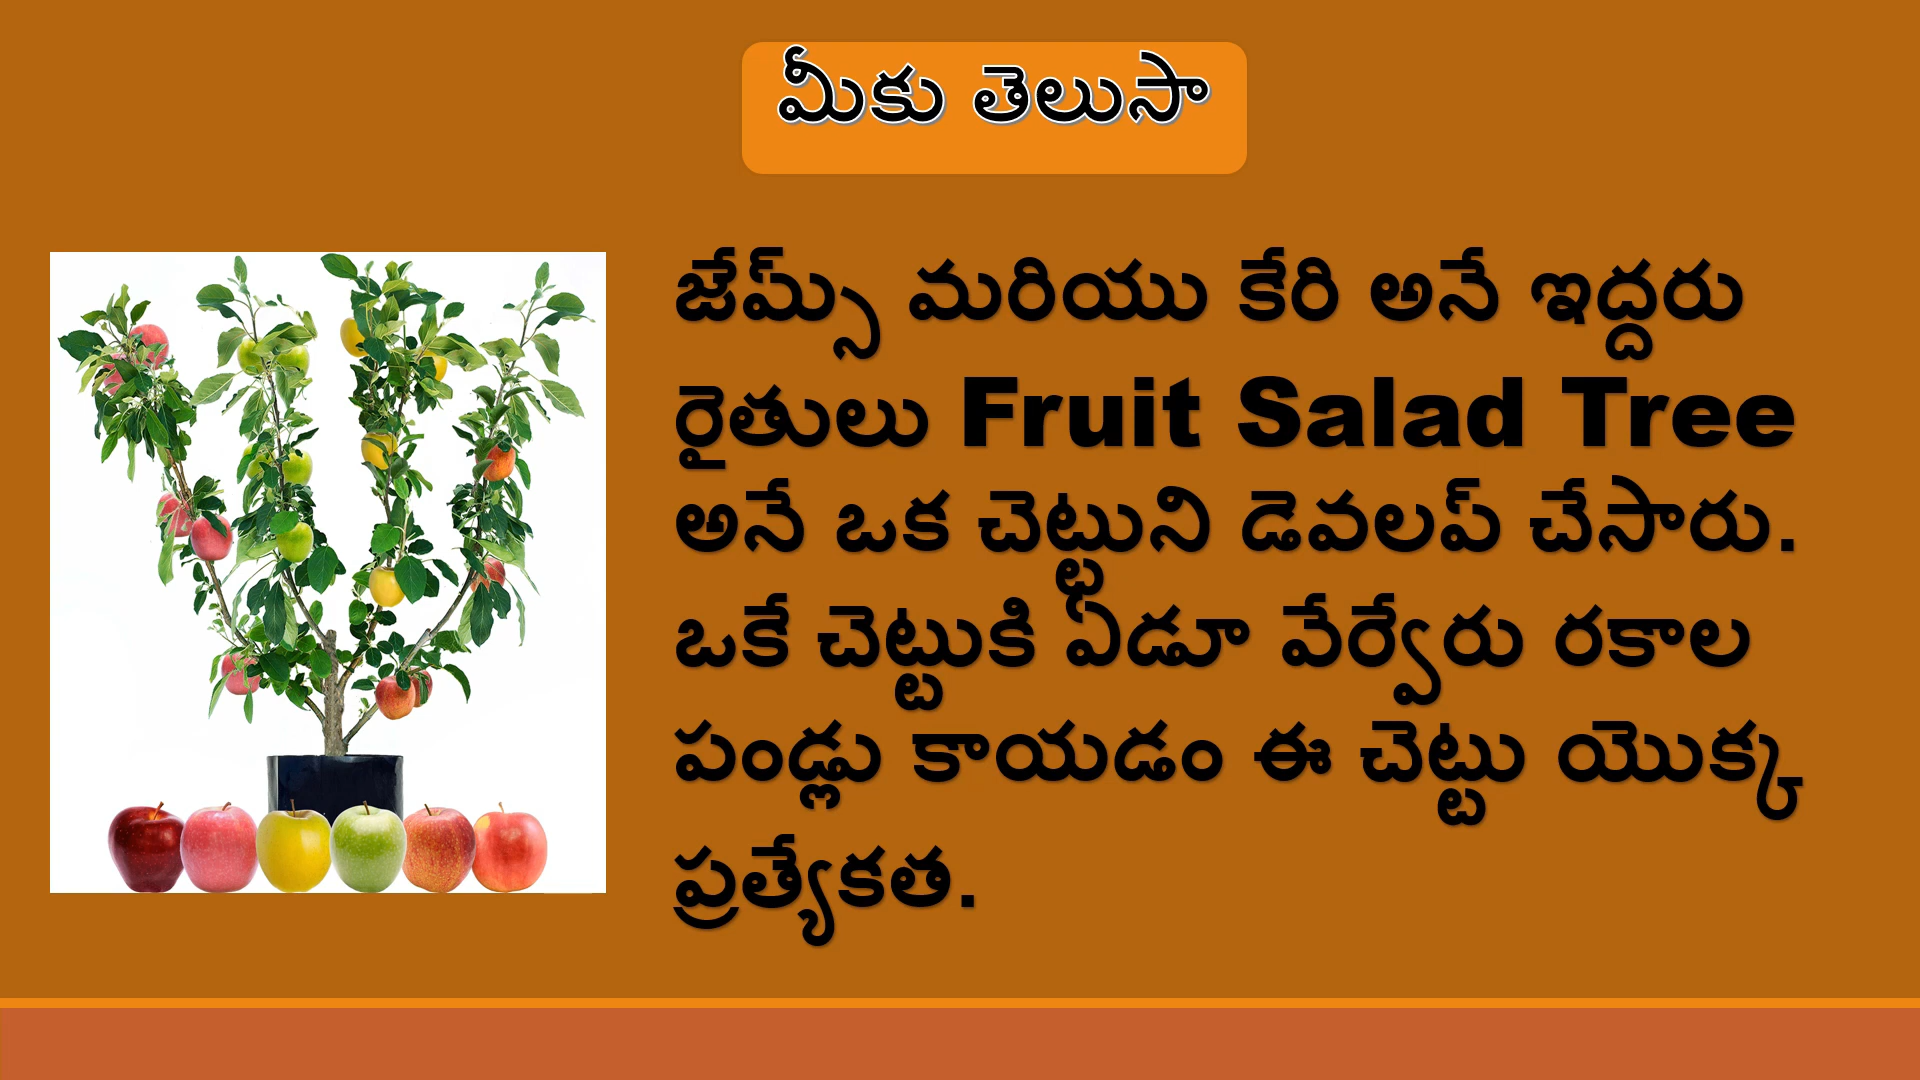 మీకు తెలుసా
జేమ్స్ మరియు కేరి అనే ఇద్దరు
రైతులు Fruit Salad Tree
అనే ఒక చెట్టుని డెవలప్ చేసారు.
ఒకే చెట్టుకి ఏడూ వేర్వేరు రకాల
పండ్లు కాయడం ఈ చెట్టు యొక్క
ప్రత్యేకత.